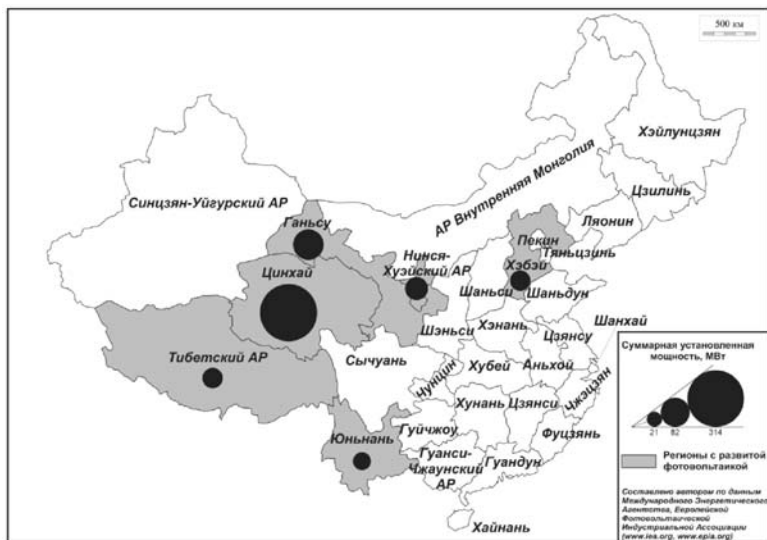 500 км
Хэйлунцзян
Цзилинь
АР Внутренняя Монголия
Синцзян-Уйгурский АР
Ляонин
Ганьсу
Пекин
Тяньцзинь
Нинся-
Хуэйский АР
Хэбэй
Цинхай
Шаньси
Шаньдун
Шэньси
Хэнань
Цзянсу
Шанхай
Тибетский АР
Сычуань
Чунцин
Хубей
Аньхой
Чжэцзян
Хунань
Цзянси
Гуйчжоу
Фуцзянь
Юньнань
Гуанси-
Чжаунский
АР
Гуандун
Хайнань
Суммарная установленная
мощность, МВт
21 82 314
Регионы с развитой
фотовольтаикой
Составлено автором по данным
Международного Энергетического
Агентства, Европейской
Фотовольтаической
Индустриальной Ассоциации
(www.iea.org, www.epia.org)